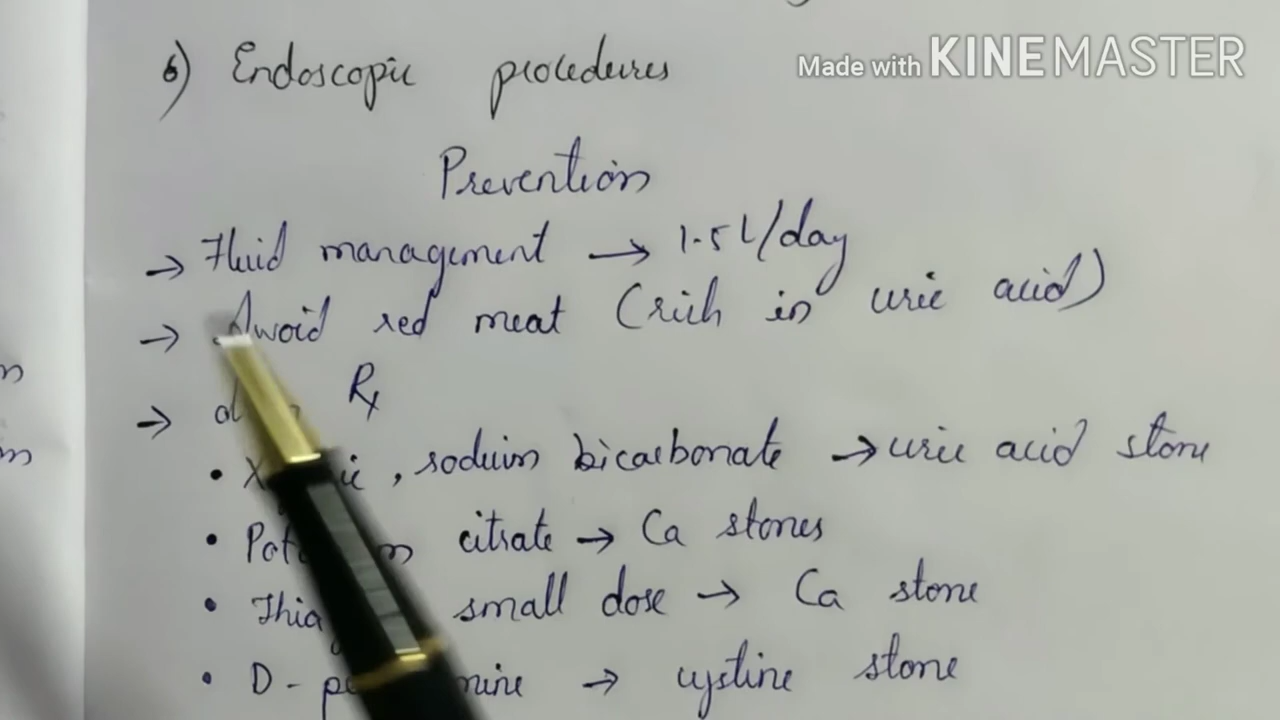 6) Endoscopic procedures
Made with KINEMASTER
Prevention
→ Fluid management → 1.5 L/day
→ Avoid red meat (rich in uric acid)
→ Rx
• , sodium bicarbonate → uric acid stone
• citrate → Ca stones
• small dose → Ca stone
• D - → cystine stone